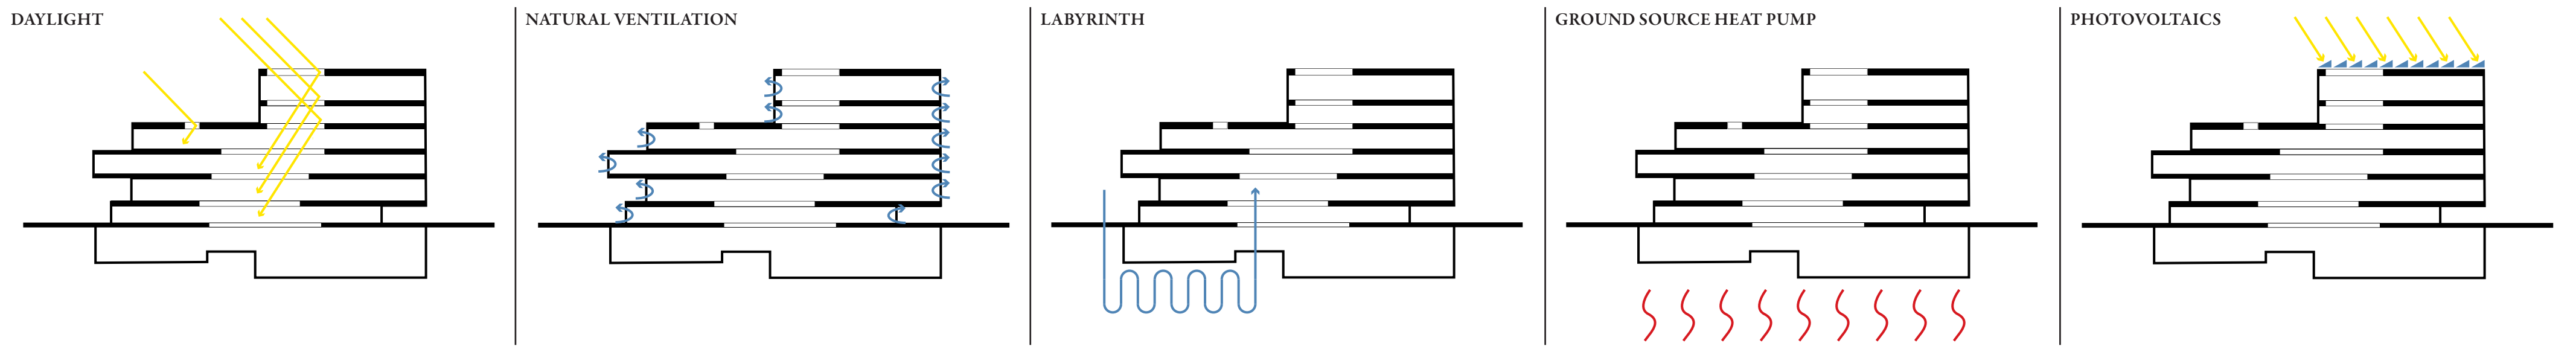 DAYLIGHT
NATURAL VENTILATION
LABYRINTH
GROUND SOURCE HEAT PUMP
PHOTOVOLTAICS